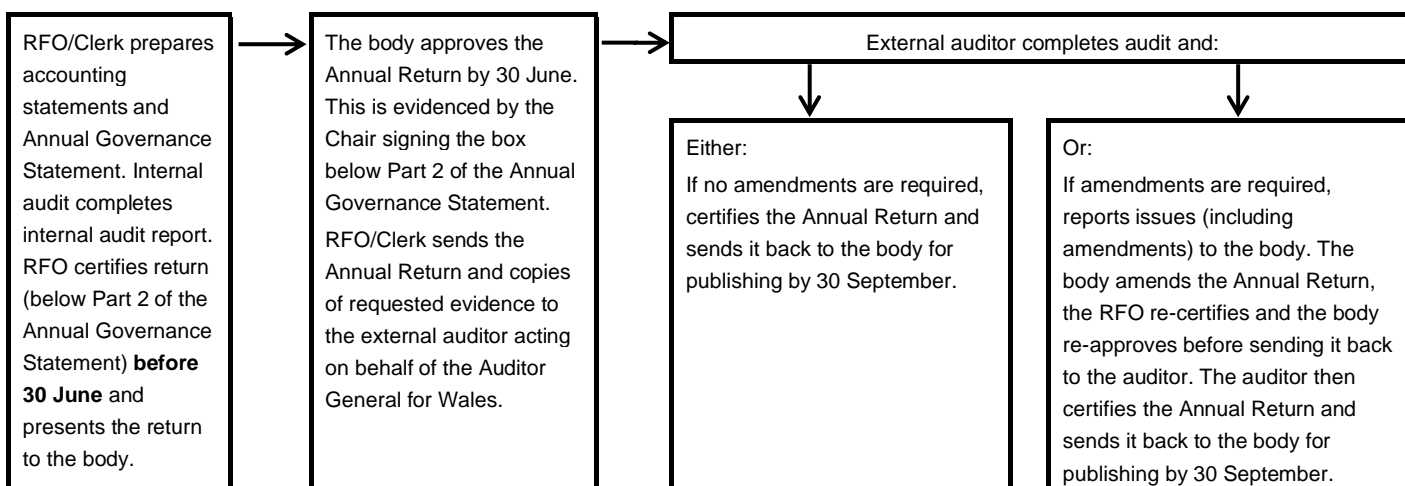 RFO/Clerk prepares
accounting
statements and
Annual Governance
Statement. Internal
audit completes
internal audit report.
RFO certifies return
(below Part 2 of the
Annual Governance
Statement) before
30 June and
presents the return
to the body.
The body approves the
Annual Return by 30 June.
This is evidenced by the
Chair signing the box
below Part 2 of the Annual
Governance Statement.
RFO/Clerk sends the
Annual Return and copies
of requested evidence to
the external auditor acting
on behalf of the Auditor
General for Wales.
External auditor completes audit and:
Either:
If no amendments are required,
certifies the Annual Return and
sends it back to the body for
publishing by 30 September.
Or:
If amendments are required,
reports issues (including
amendments) to the body. The
body amends the Annual Return,
the RFO re-certifies and the body
re-approves before sending it back
to the auditor. The auditor then
certifies the Annual Return and
sends it back to the body for
publishing by 30 September.